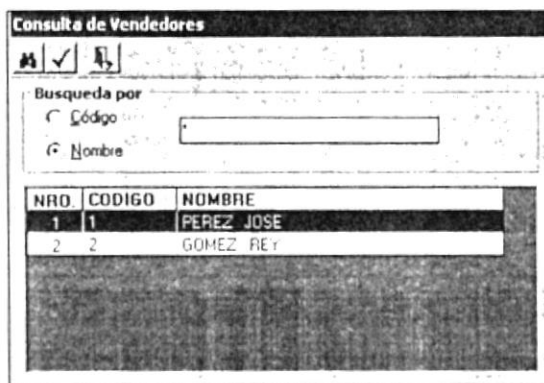 Consulta de Vendedores
Busqueda por
Código
*
Nombre
NRO. CODIGO NOMBRE
1 1 PEREZ JOSE
2 2 GOMEZ REY